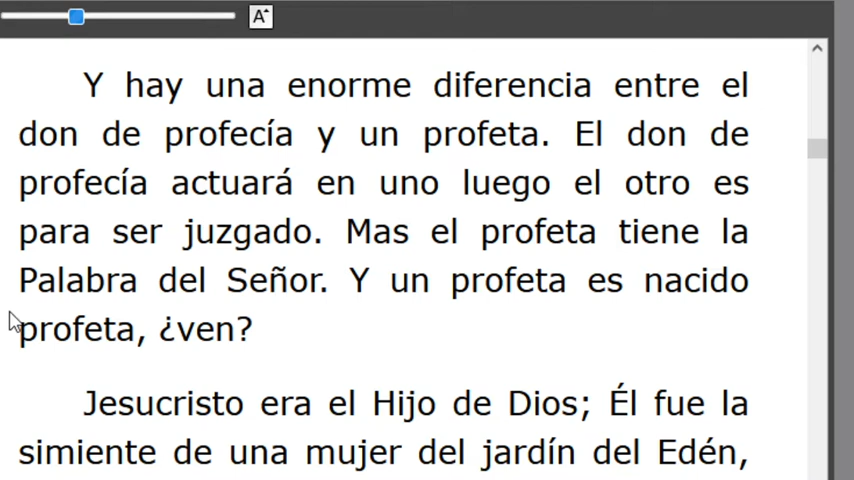 A
Y hay una enorme diferencia entre el
don de profecía y un profeta. El don de
profecía actuará en uno luego el otro es
para ser juzgado. Mas el profeta tiene la
Palabra del Señor. Y un profeta es nacido
profeta, ¿ven?
Jesucristo era el Hijo de Dios; Él fue la
simiente de una mujer del jardín del Edén,